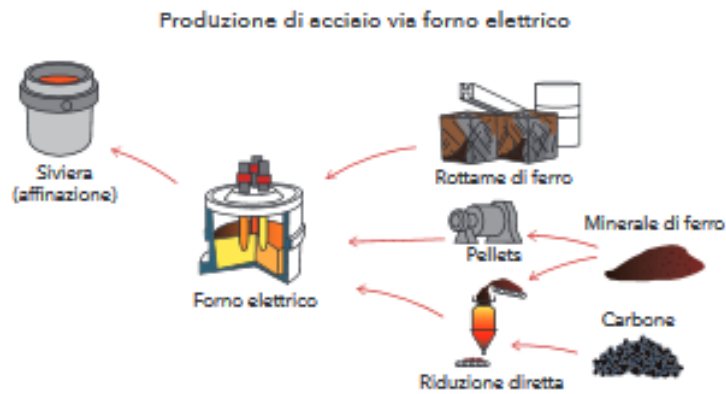 Produzione di acciaio via forno elettrico
Siviera
(affinazione)
Rottame di ferro
Minerale di ferro
Pellets
Forno elettrico
Carbone
Riduzione diretta